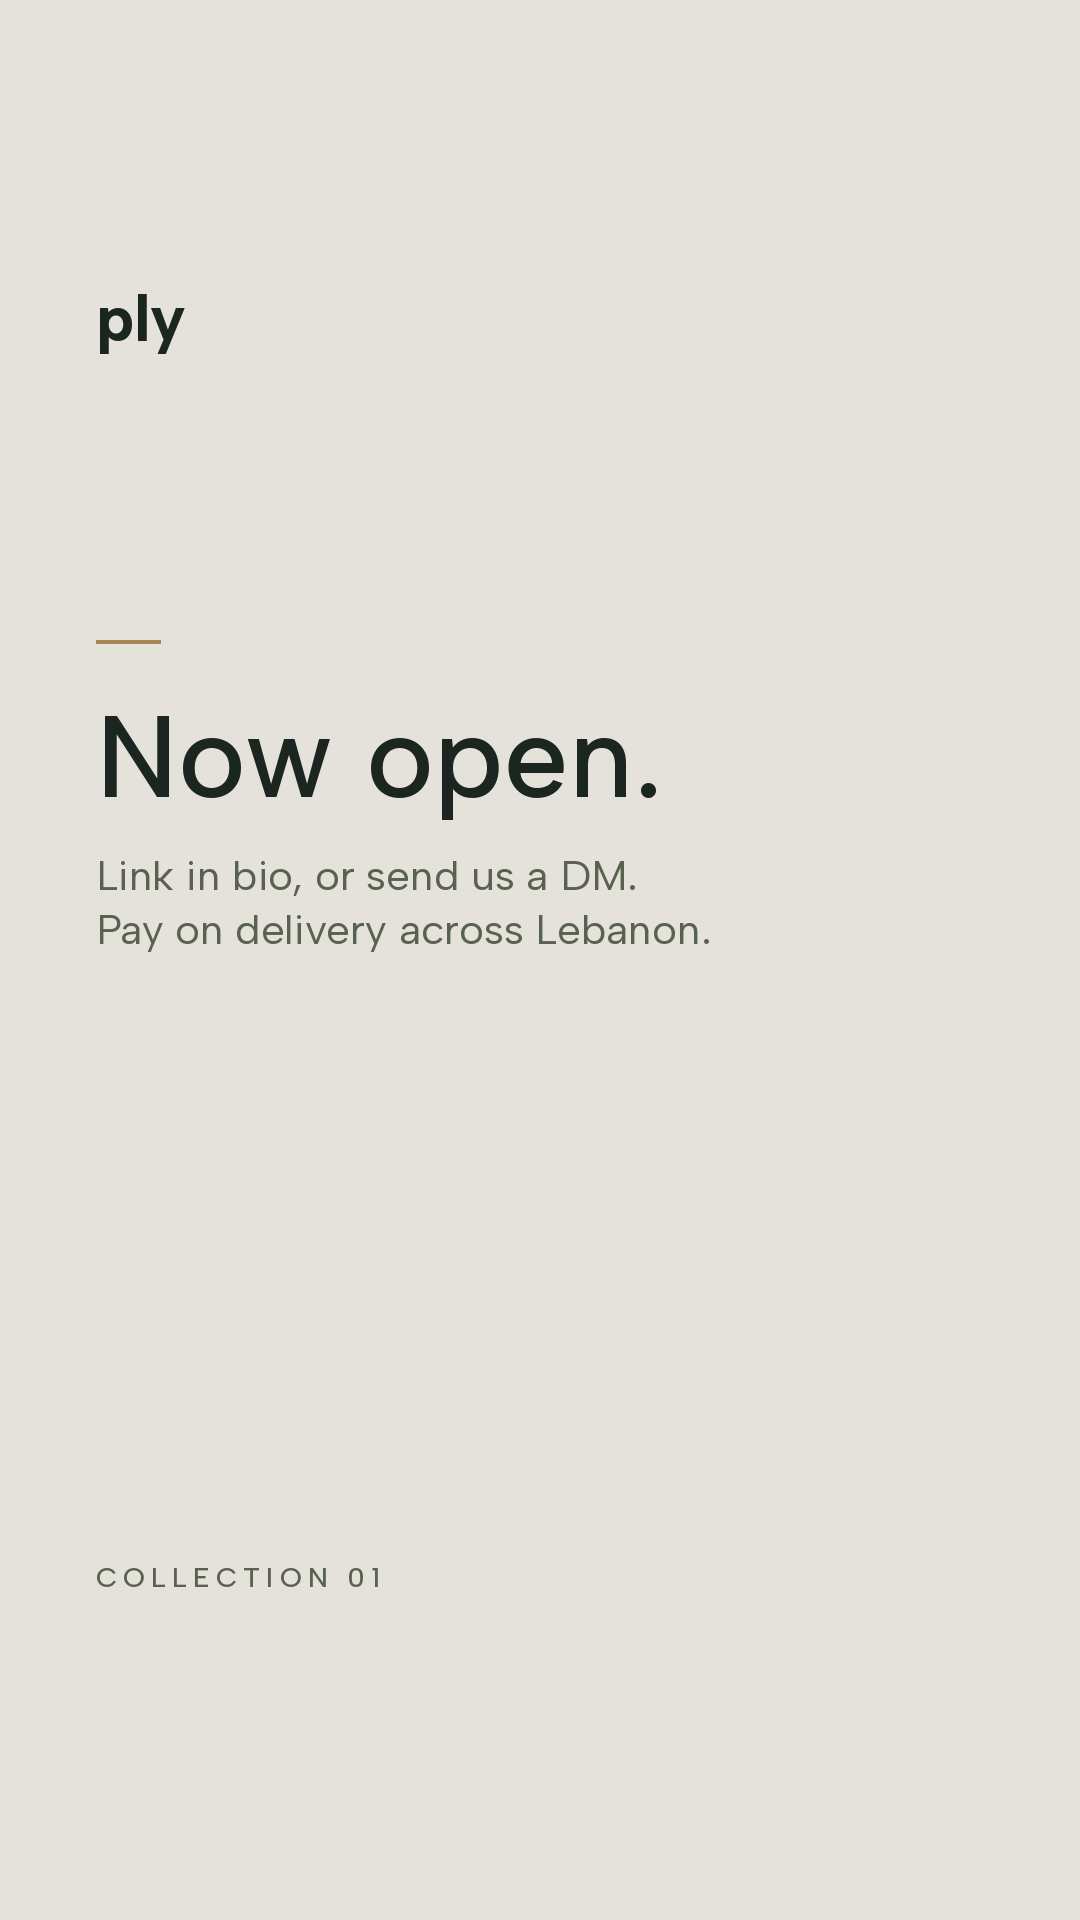 ply
Now open.
Link in bio, or send us a DM.
Pay on delivery across Lebanon.
COLLECTION 01